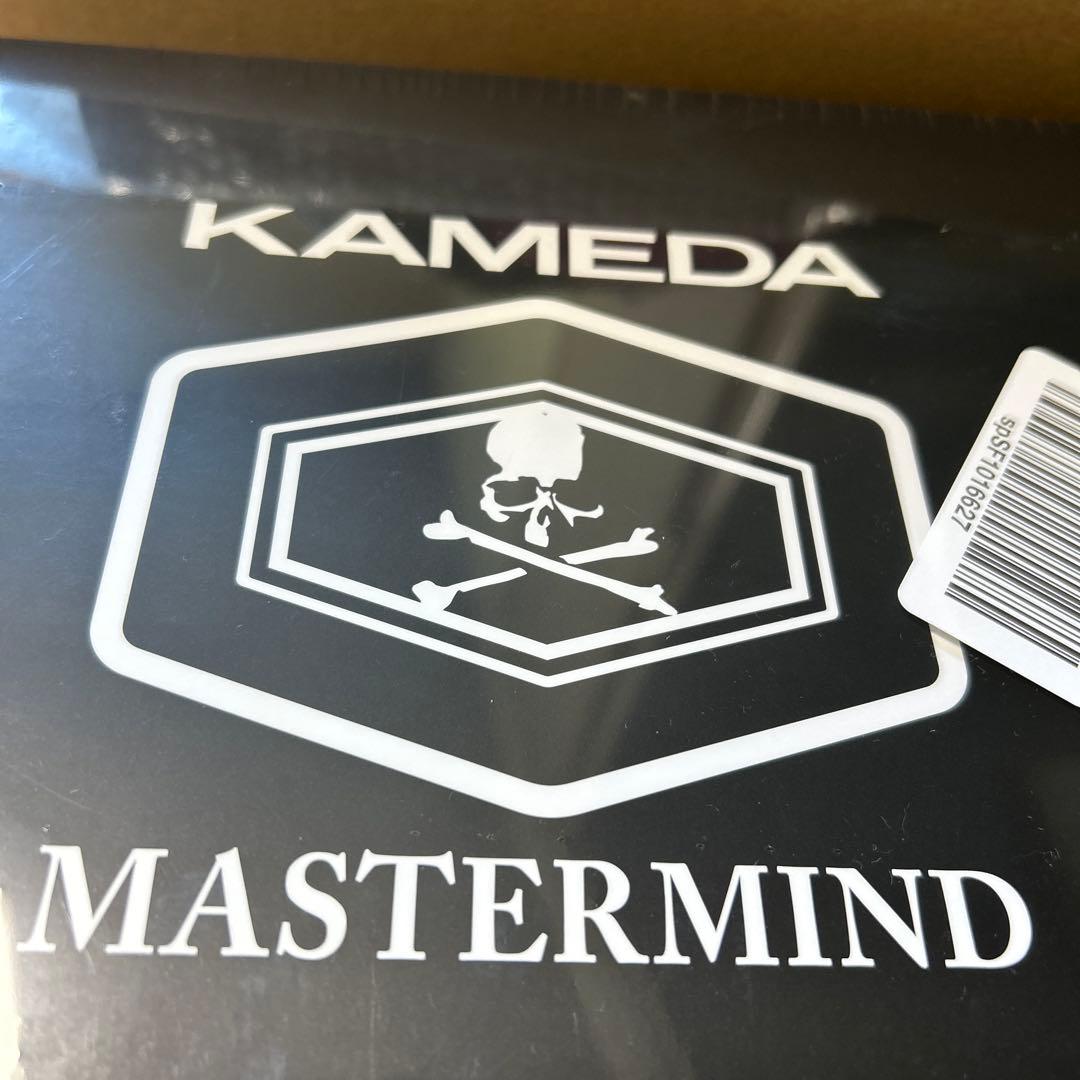 KAMEDA
spSF1016627
MASTERMIND